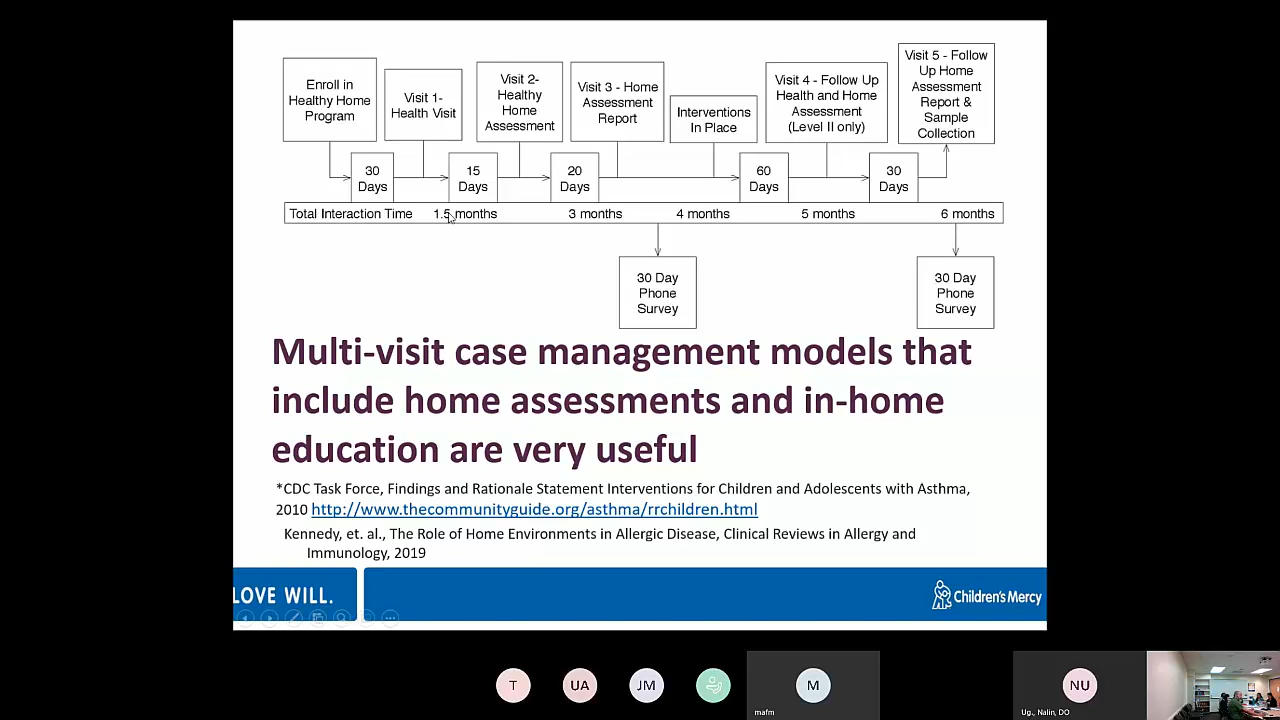 Enroll in
Healthy Home
Program
Visit 1-
Health Visit
Visit 2-
Healthy
Home
Assessment
Visit 3 - Home
Assessment
Report
Interventions
In Place
Visit 4 - Follow Up
Health and Home
Assessment
(Level II only)
Visit 5 - Follow
Up Home
Assessment
Report &
Sample
Collection
30
Days
15
Days
20
Days
60
Days
30
Days
Total Interaction Time 1.5 months 3 months 4 months 5 months 6 months
30 Day
Phone
Survey
30 Day
Phone
Survey
Multi-visit case management models that
include home assessments and in-home
education are very useful
*CDC Task Force, Findings and Rationale Statement Interventions for Children and Adolescents with Asthma,
2010 http://www.thecommunityguide.org/asthma/rrchildren.html
Kennedy, et. al., The Role of Home Environments in Allergic Disease, Clinical Reviews in Allergy and
Immunology, 2019
LOVE WILL.
Children's Mercy
T
UA
JM
M
mafm
NU
Ug., Nalin, DO